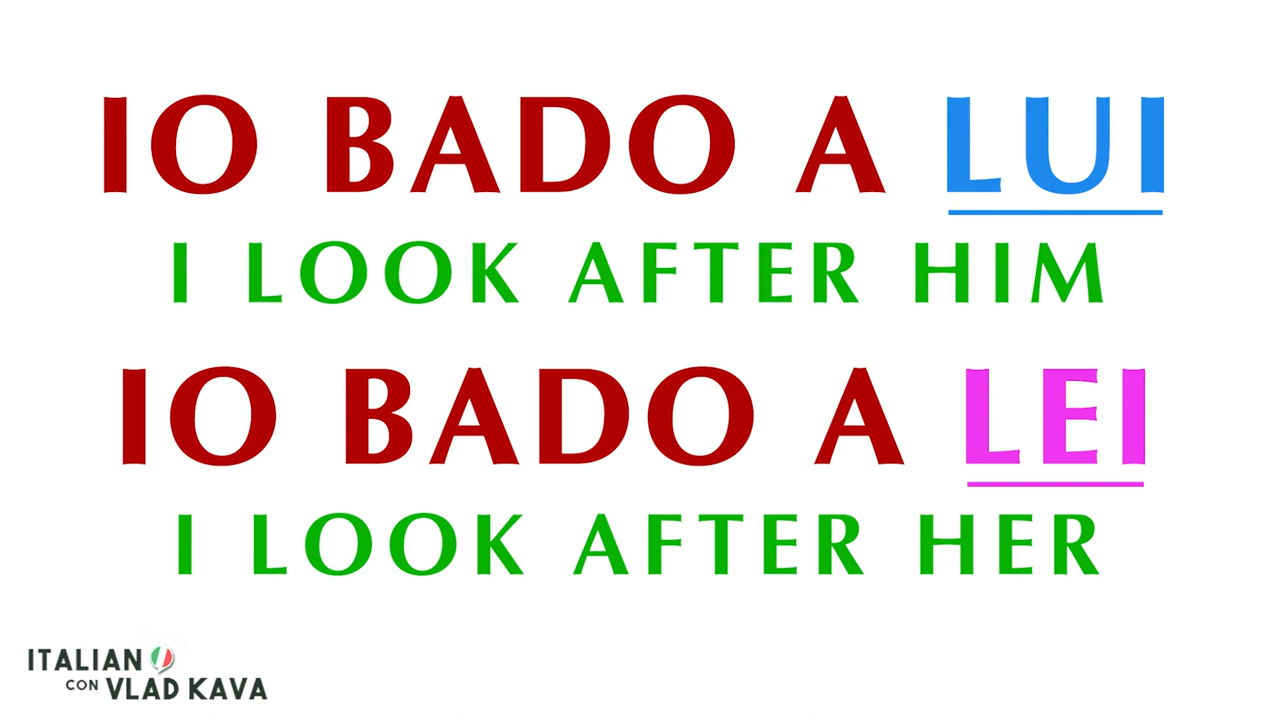 IO BADO A LUI
I LOOK AFTER HIM
IO BADO A LEI
I LOOK AFTER HER
ITALIAN
CON VLAD KAVA